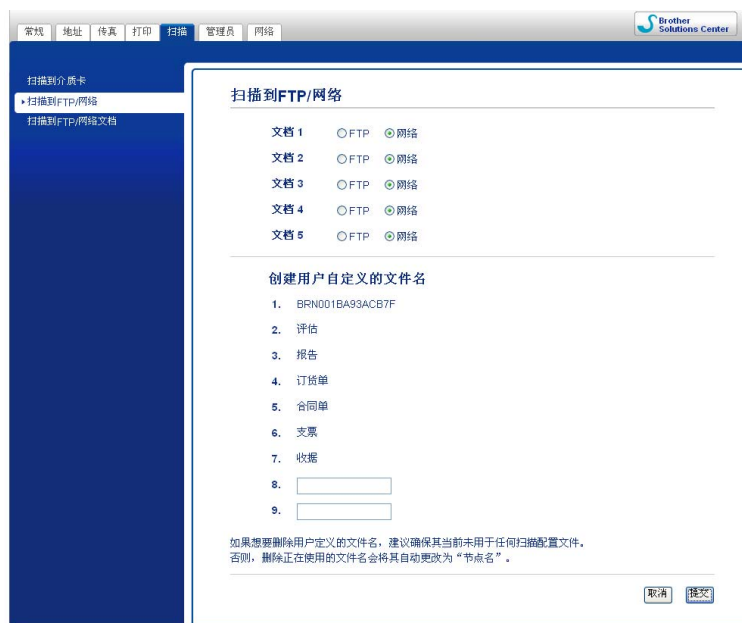 常规 地址 传真 打印 扫描 管理员 网络
Brother
Solutions Center
扫描到介质卡
扫描到FTP/网络
扫描到FTP/网络文档
扫描到FTP/网络
文档 1 FTP 网络
文档 2 FTP 网络
文档 3 FTP 网络
文档 4 FTP 网络
文档 5 FTP 网络
创建用户自定义的文件名
1. BRN001BA93ACB7F
2. 评估
3. 报告
4. 订货单
5. 合同单
6. 支票
7. 收据
8.
9.
如果想要删除用户定义的文件名，建议确保其当前未用于任何扫描配置文件。
否则，删除正在使用的文件名会将其自动更改为“节点名”。
取消 提交